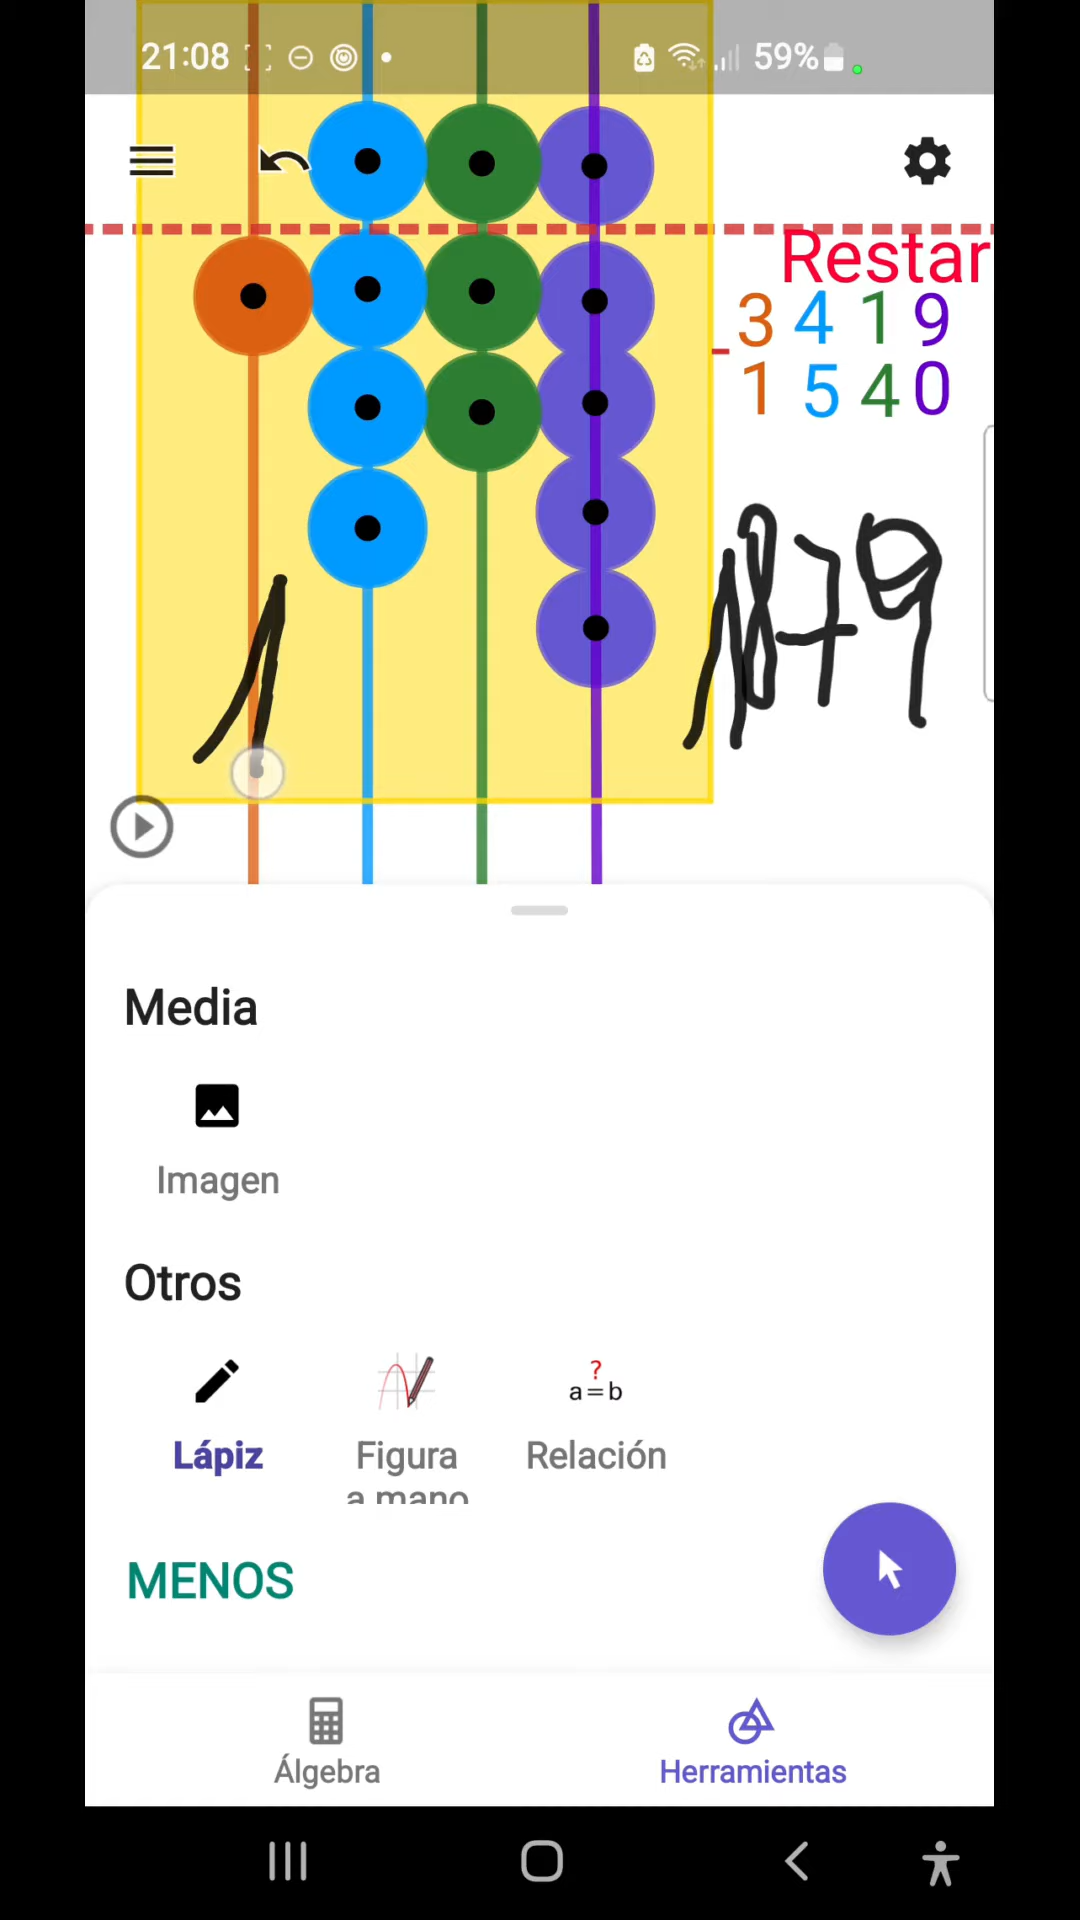 21:08 59%
Restar
3 4 1 9
- 1 5 4 0
1879
1
Media
Imagen
Otros
Lápiz Figura a mano Relación
? a=b
MENOS
Álgebra Herramientas